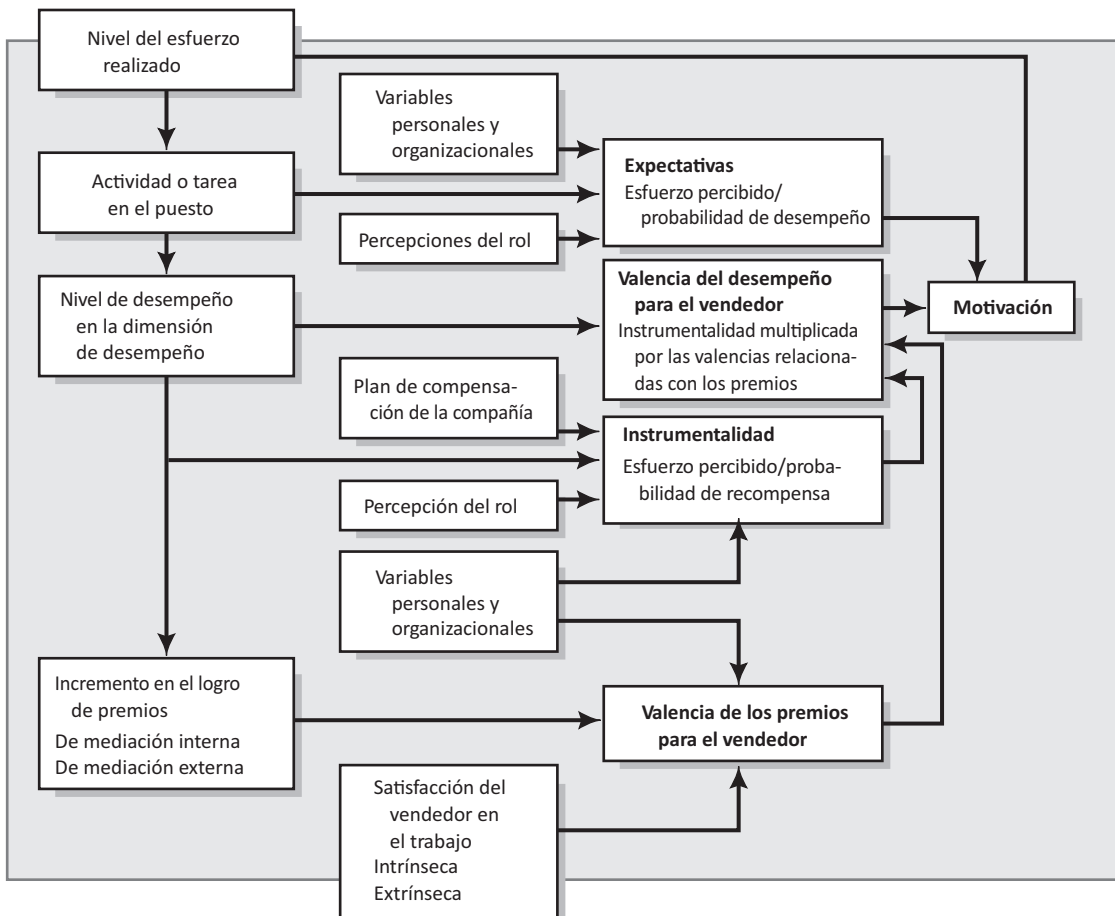 Nivel del esfuerzo
realizado
Variables
personales y
organizacionales
Expectativas
Esfuerzo percibido/
probabilidad de desempeño
Actividad o tarea
en el puesto
Percepciones del rol
Nivel de desempeño
en la dimensión
de desempeño
Valencia del desempeño
para el vendedor
Instrumentalidad multiplicada
por las valencias relaciona-
das con los premios
Motivación
Plan de compensa-
ción de la compañía
Instrumentalidad
Esfuerzo percibido/proba-
bilidad de recompensa
Percepción del rol
Variables
personales y
organizacionales
Incremento en el logro
de premios
De mediación interna
De mediación externa
Valencia de los premios
para el vendedor
Satisfacción del
vendedor en
el trabajo
Intrínseca
Extrínseca